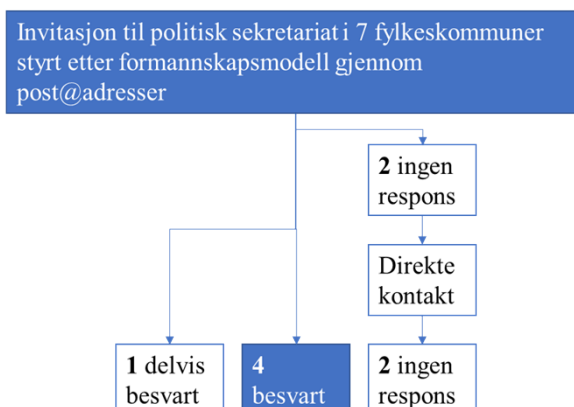 Invitasjon til politisk sekretariat i 7 fylkeskommuner
styrt etter formannskapsmodell gjennom
post@adresser
2 ingen
respons
Direkte
kontakt
1 delvis
besvart
4
besvart
2 ingen
respons